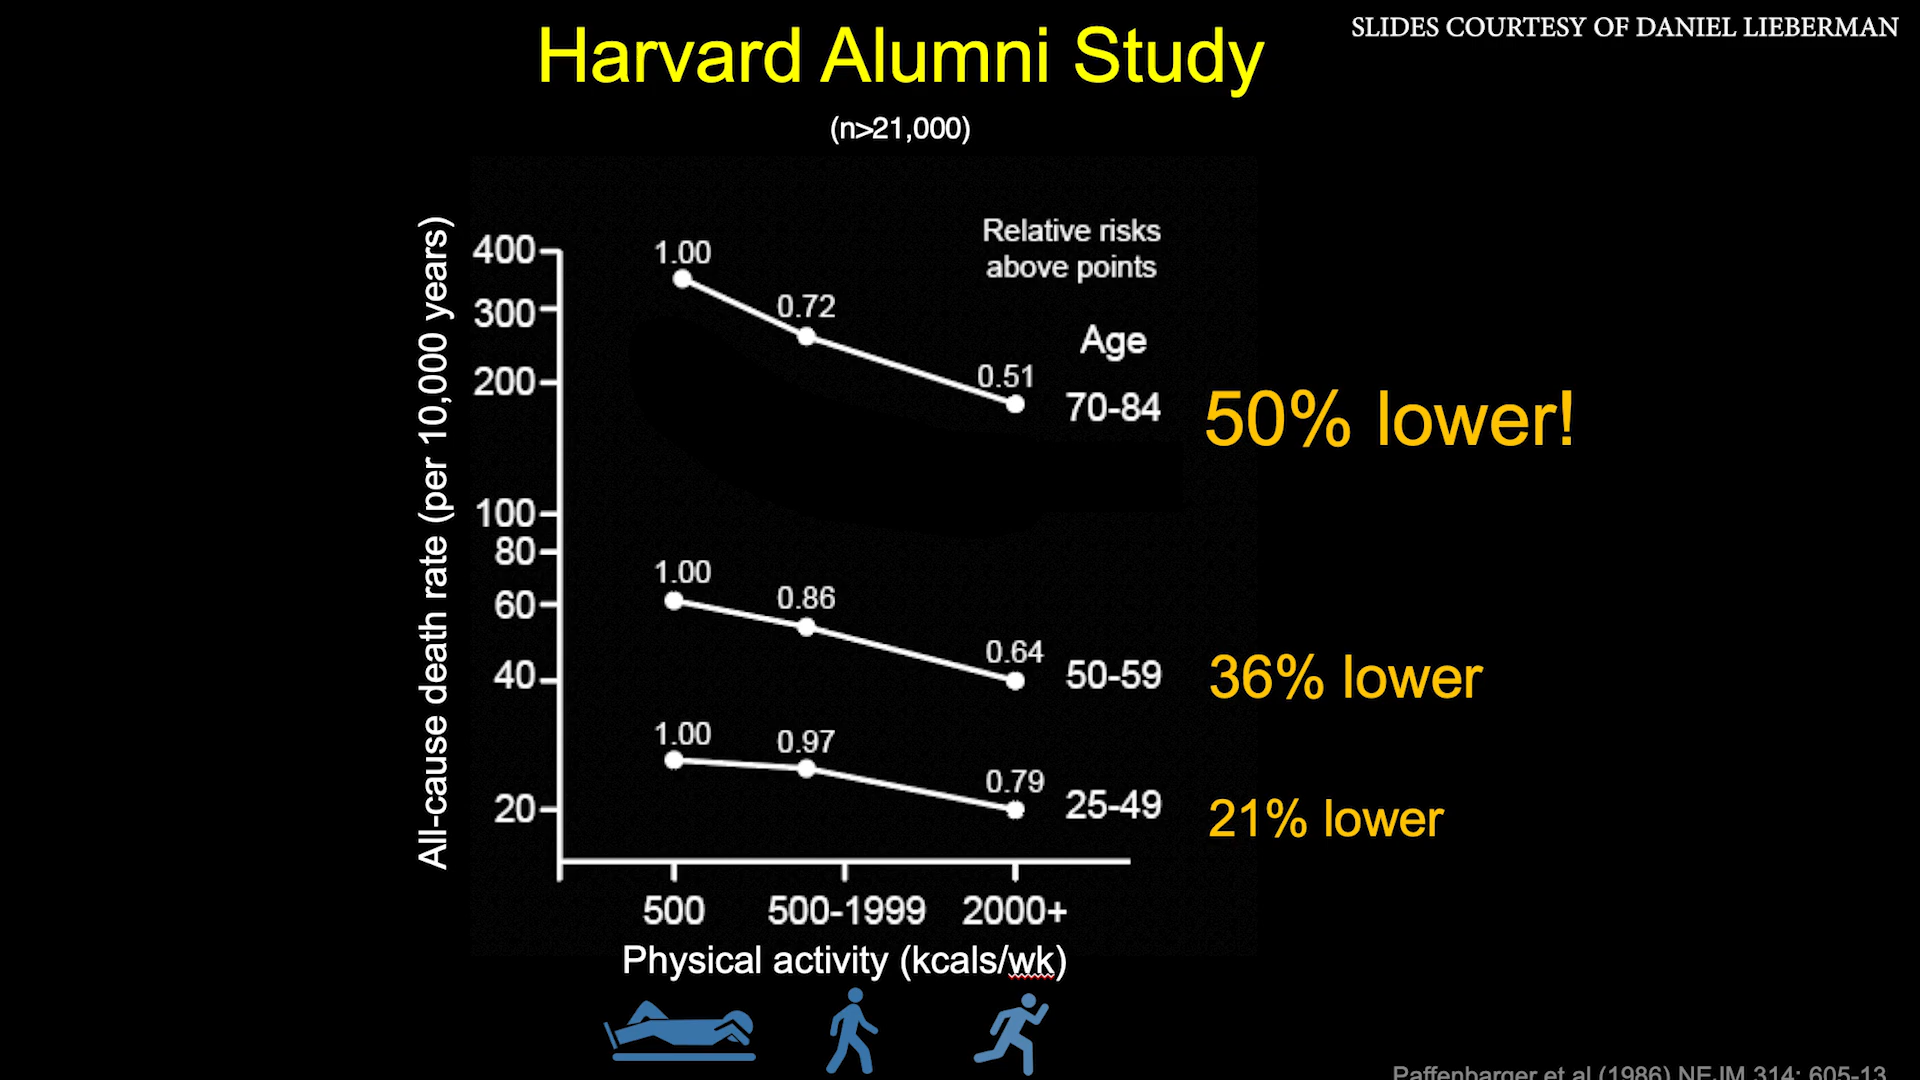 SLIDES COURTESY OF DANIEL LIEBERMAN
Harvard Alumni Study
(n>21,000)
All-cause death rate (per 10,000 years)
400
300
200
100
80
60
40
20
Relative risks
above points
Age
1.00
0.72
0.51
70-84
50% lower!
1.00
0.86
0.64
50-59
36% lower
1.00
0.97
0.79
25-49
21% lower
500
500-1999
2000+
Physical activity (kcals/wk)
Paffenbarger et al (1986) NEJM 314: 605-13